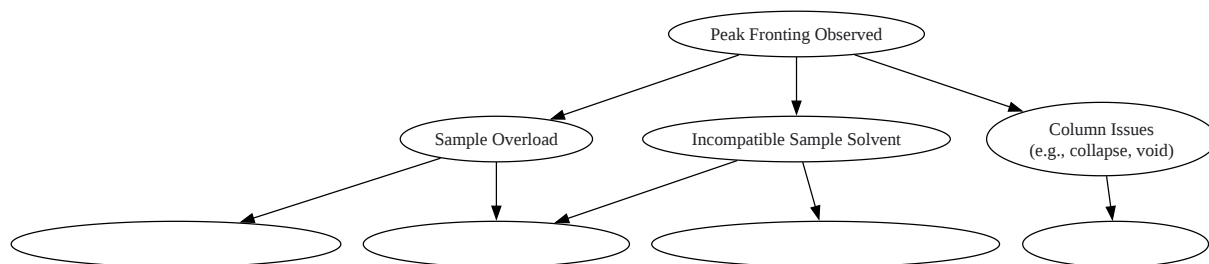 Peak Fronting Observed
Sample Overload
Incompatible Sample Solvent
Column Issues
(e.g., collapse, void)